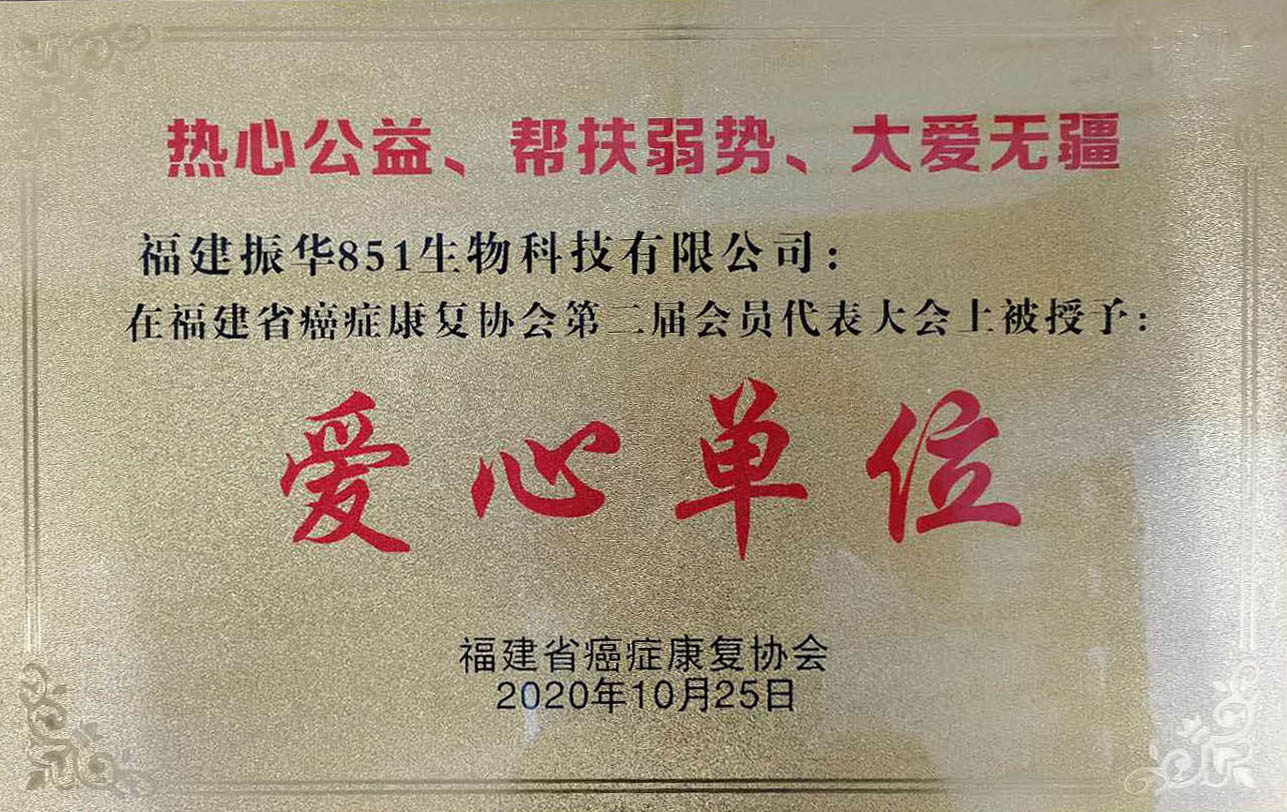 热心公益、帮扶弱势、大爱无疆
福建振华851生物科技有限公司：
在福建省癌症康复协会第二届会员代表大会上被授予：
爱心单位
福建省癌症康复协会
2020年10月25日